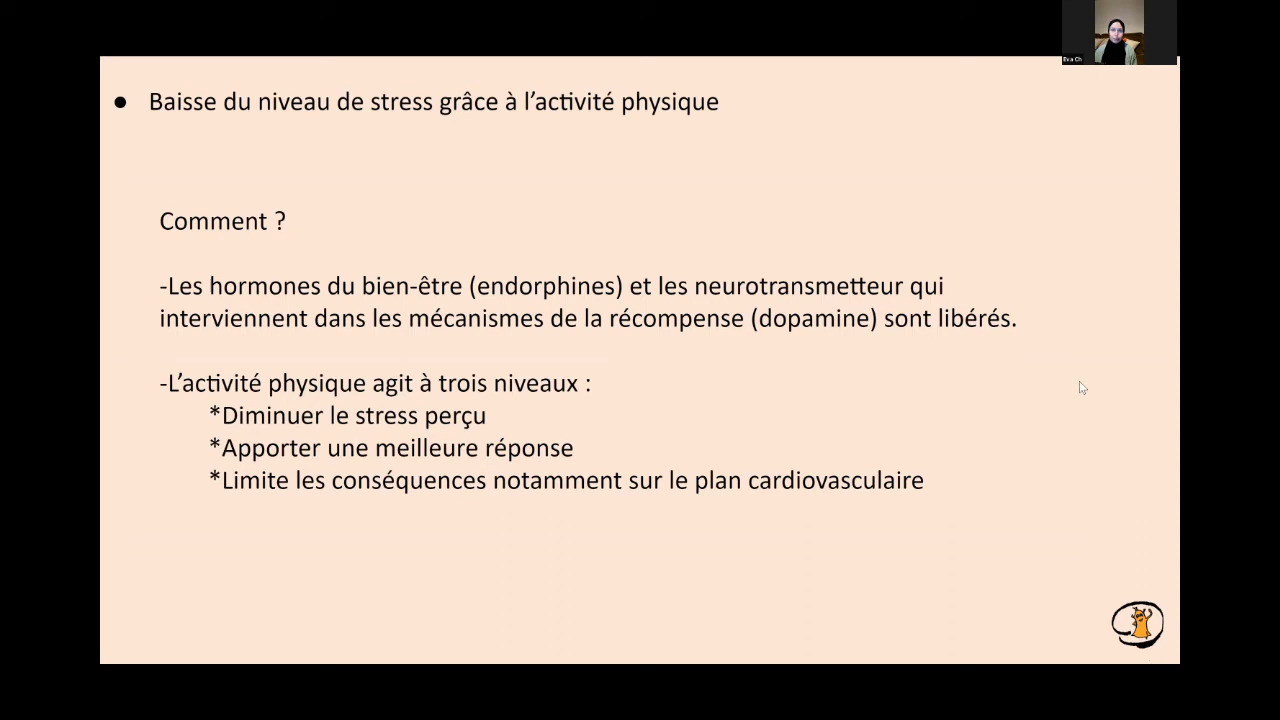 Eva Ch
● Baisse du niveau de stress grâce à l’activité physique
Comment ?
-Les hormones du bien-être (endorphines) et les neurotransmetteur qui
interviennent dans les mécanismes de la récompense (dopamine) sont libérés.
-L’activité physique agit à trois niveaux :
*Diminuer le stress perçu
*Apporter une meilleure réponse
*Limite les conséquences notamment sur le plan cardiovasculaire